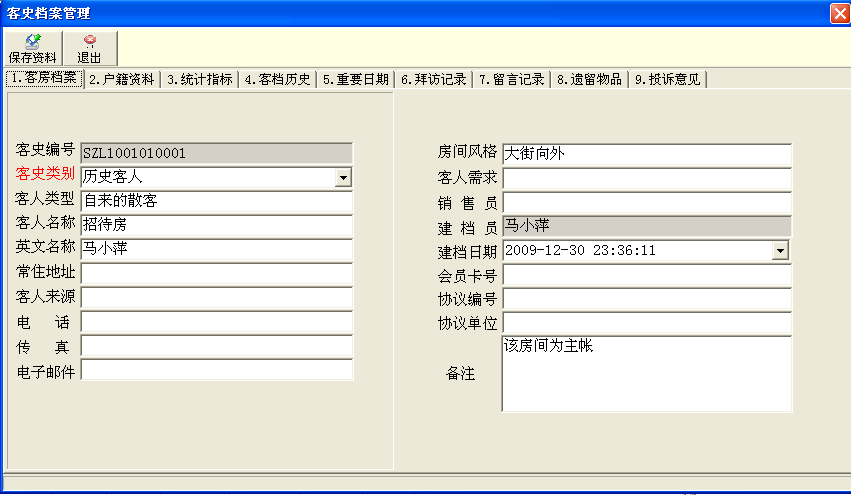 客史档案管理
保存资料 退出
1.客房档案 2.户籍资料 3.统计指标 4.客档历史 5.重要日期 6.拜访记录 7.留言记录 8.遗留物品 9.投诉意见
客史编号 SZL1001010001
客史类别 历史客人
客人类型 自来的散客
客人名称 招待房
英文名称 马小萍
常住地址
客人来源
电 话
传 真
电子邮件
房间风格 大街向外
客人需求
销 售 员
建 档 员 马小萍
建档日期 2009-12-30 23:36:11
会员卡号
协议编号
协议单位
备注 该房间为主帐